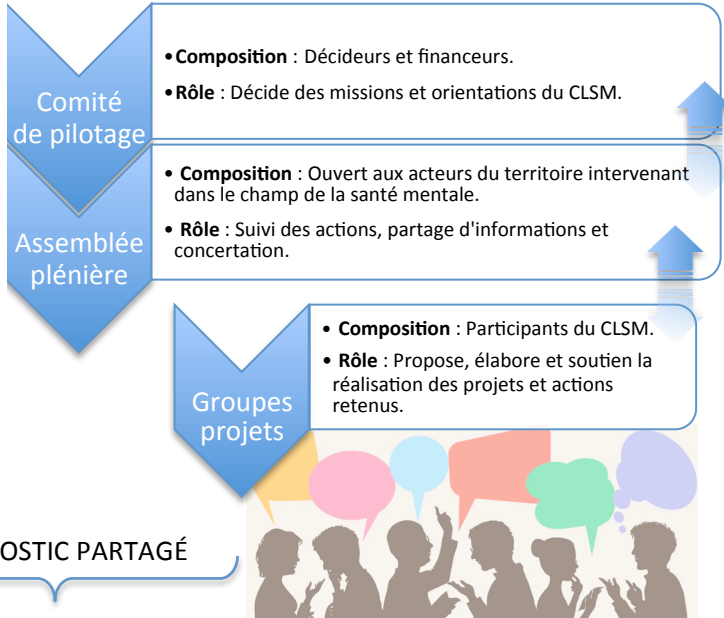 Comité
de pilotage
•Composition : Décideurs et financeurs.
•Rôle : Décide des missions et orientations du CLSM.
Assemblée
plénière
• Composition : Ouvert aux acteurs du territoire intervenant
dans le champ de la santé mentale.
• Rôle : Suivi des actions, partage d'informations et
concertation.
Groupes
projets
• Composition : Participants du CLSM.
• Rôle : Propose, élabore et soutien la
réalisation des projets et actions
retenus.
OSTIC PARTAGÉ